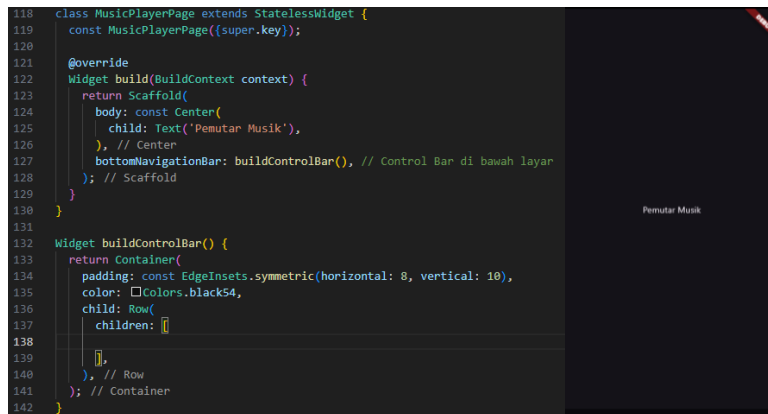 118 class MusicPlayerPage extends StatelessWidget {
119 const MusicPlayerPage({super.key});
120
121 @override
122 Widget build(BuildContext context) {
123 return Scaffold(
124 body: const Center(
125 child: Text('Pemutar Musik'),
126 ), // Center
127 bottomNavigationBar: buildControlBar(), // Control Bar di bawah layar
128 ); // Scaffold
129 }
130 }
131
132 Widget buildControlBar() {
133 return Container(
134 padding: const EdgeInsets.symmetric(horizontal: 8, vertical: 10),
135 color: Colors.black54,
136 child: Row(
137 children: [
138
139 ],
140 ), // Row
141 ); // Container
142 }
Pemutar Musik